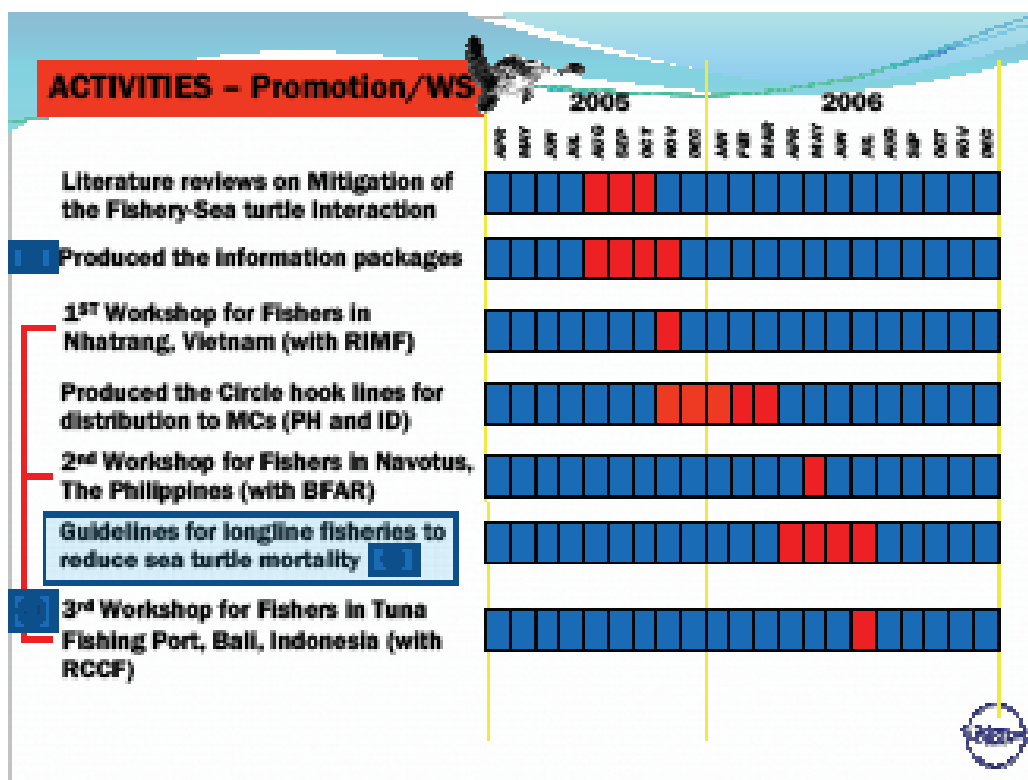 ACTIVITIES – Promotion/WS
2005 2006
APR MAY JUN JUL AUG SEP OCT NOV DEC JAN FEB MAR APR MAY JUN JUL AUG SEP OCT NOV DEC
Literature reviews on Mitigation of
the Fishery-Sea turtle Interaction
Produced the information packages
1ST Workshop for Fishers in
Nhatrang, Vietnam (with RIMF)
Produced the Circle hook lines for
distribution to MCs (PH and ID)
2nd Workshop for Fishers in Navotus,
The Philippines (with BFAR)
Guidelines for longline fisheries to
reduce sea turtle mortality
3rd Workshop for Fishers in Tuna
Fishing Port, Bali, Indonesia (with
RCCF)